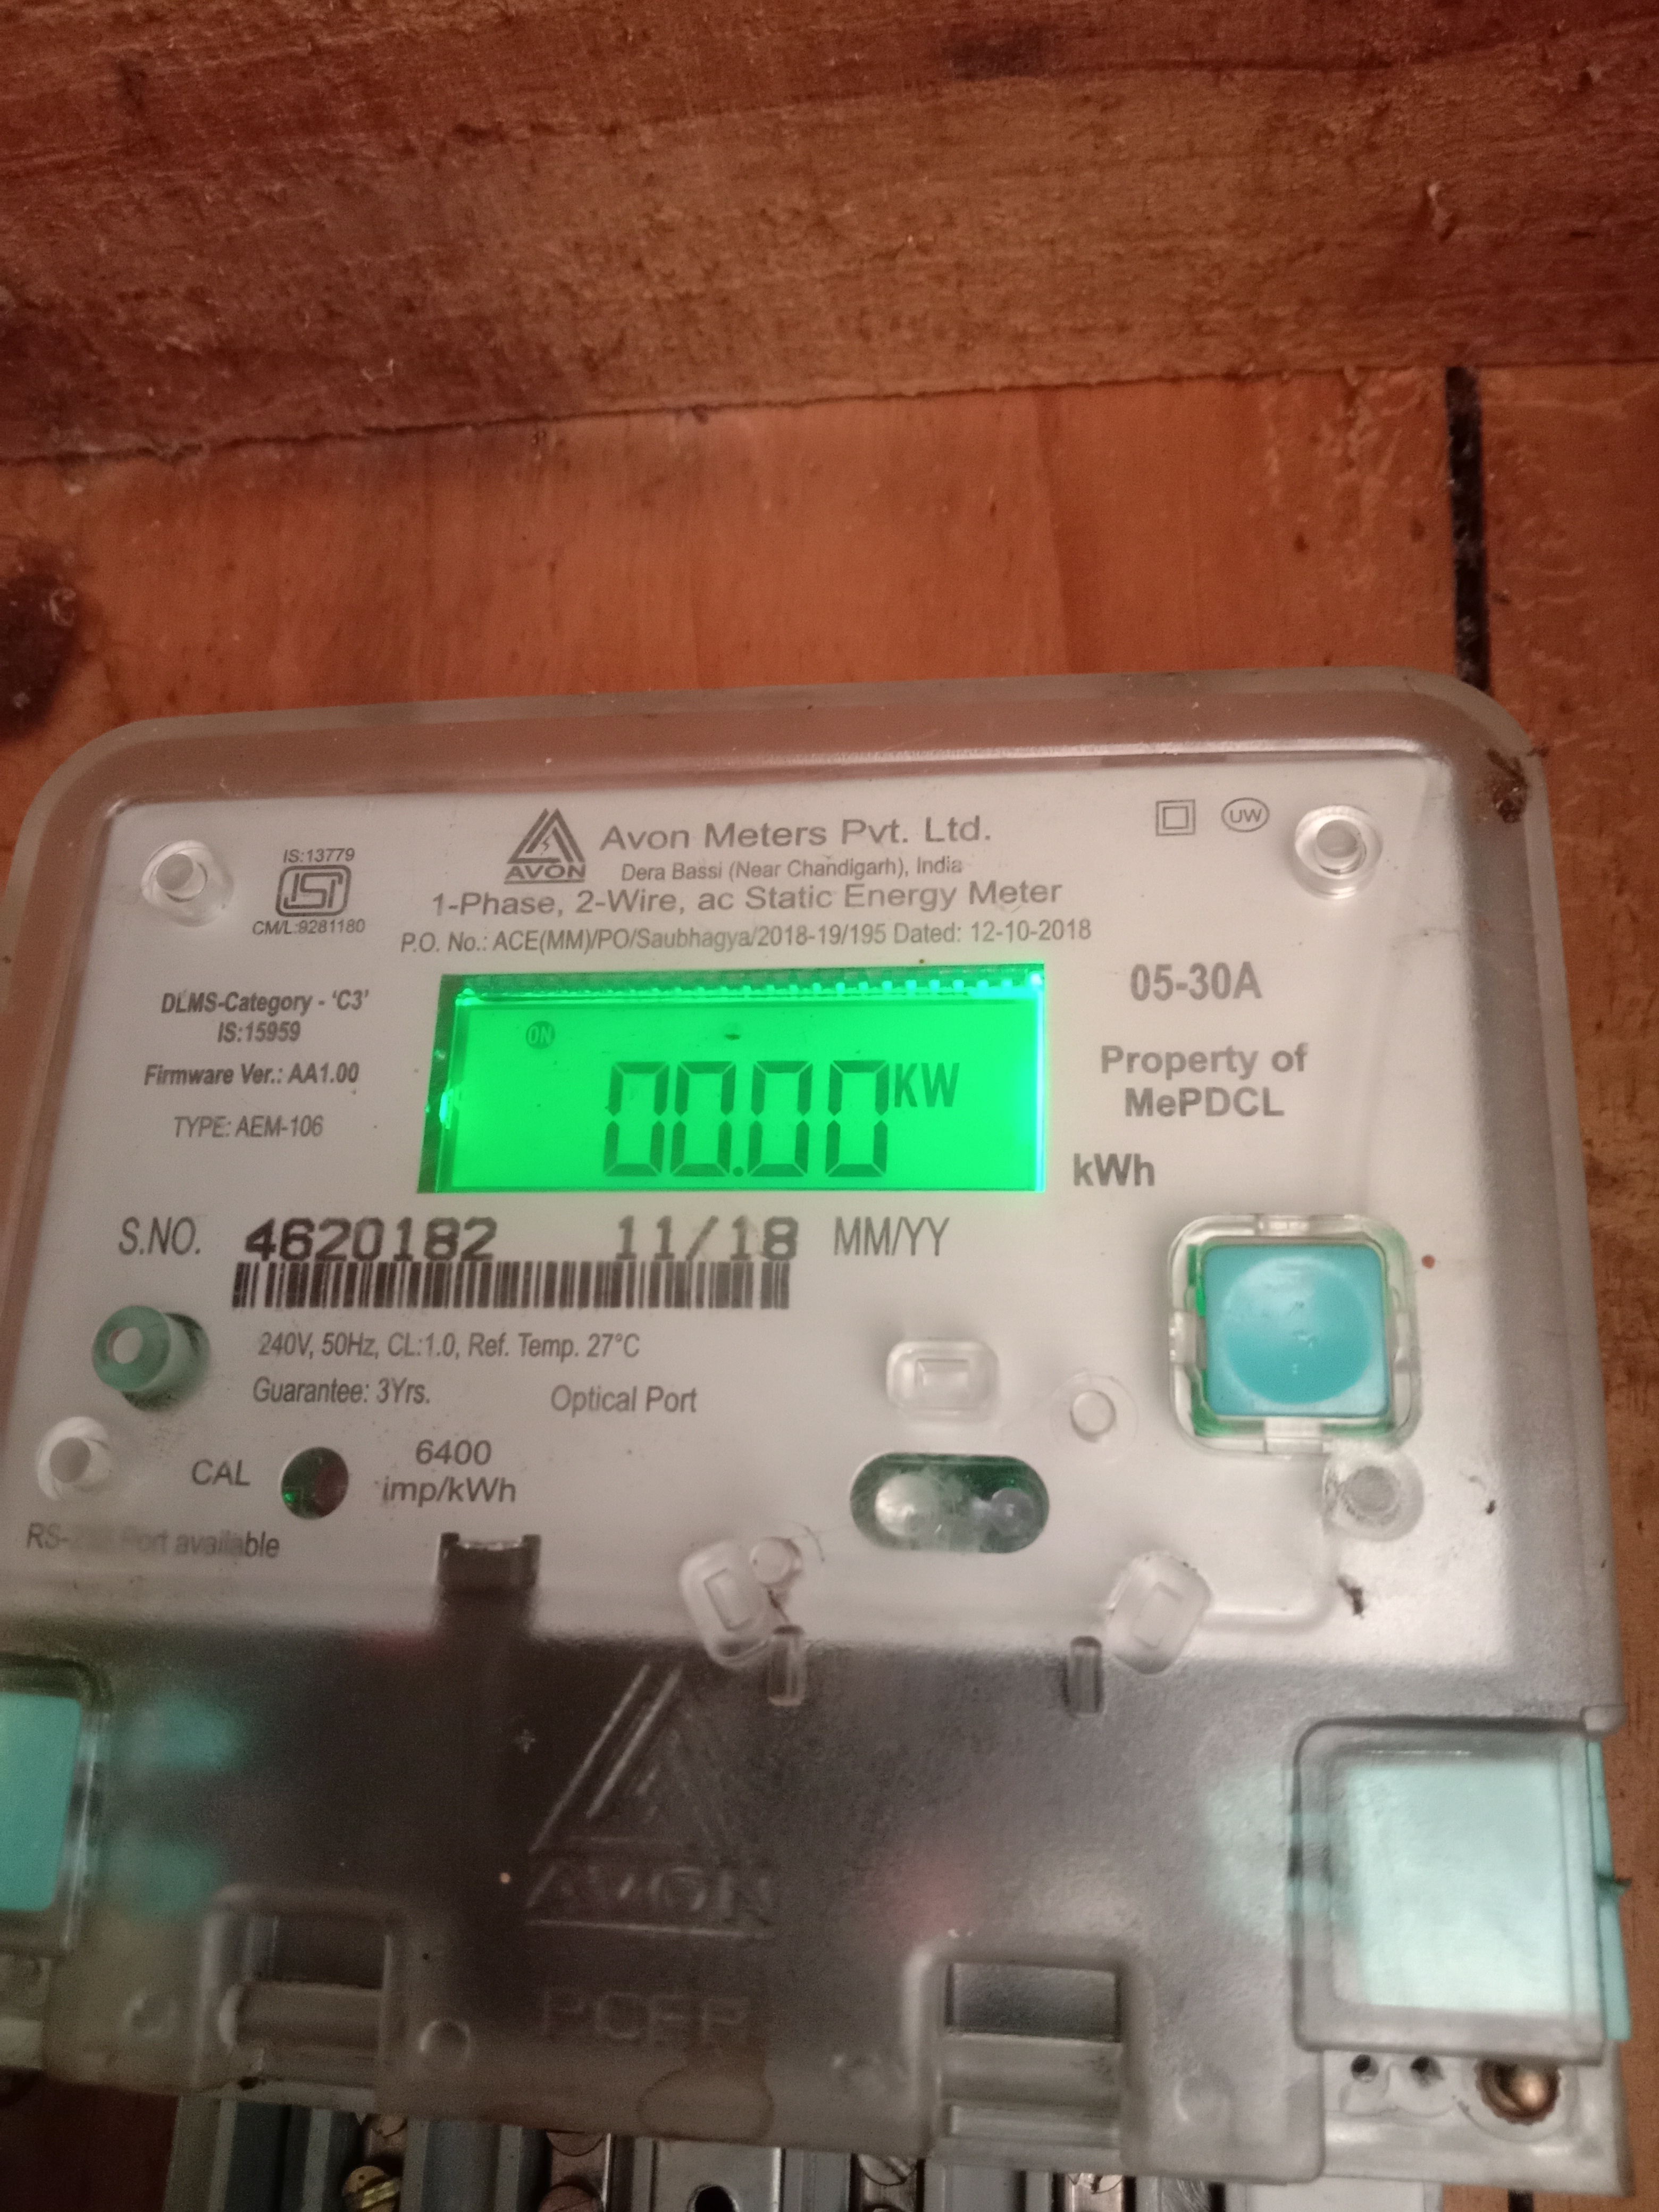 Avon Meters Pvt. Ltd.
UW
AVON
Dera Bassi (Near Chandigarh), India
IS:13779
ISI
CM/L:9281180
1-Phase, 2-Wire, ac Static Energy Meter
P.O. No.: ACE(MM)/PO/Saubhagya/2018-19/195 Dated: 12-10-2018
DLMS-Category - 'C3'
IS:15959
Firmware Ver.: AA1.00
TYPE: AEM-106
ON
00.00 KW
05-30A
Property of
MePDCL
kWh
S.NO. 4620182 11/18 MM/YY
240V, 50Hz, CL:1.0, Ref. Temp. 27°C
Guarantee: 3Yrs. Optical Port
CAL
6400
imp/kWh
Port available
AVON